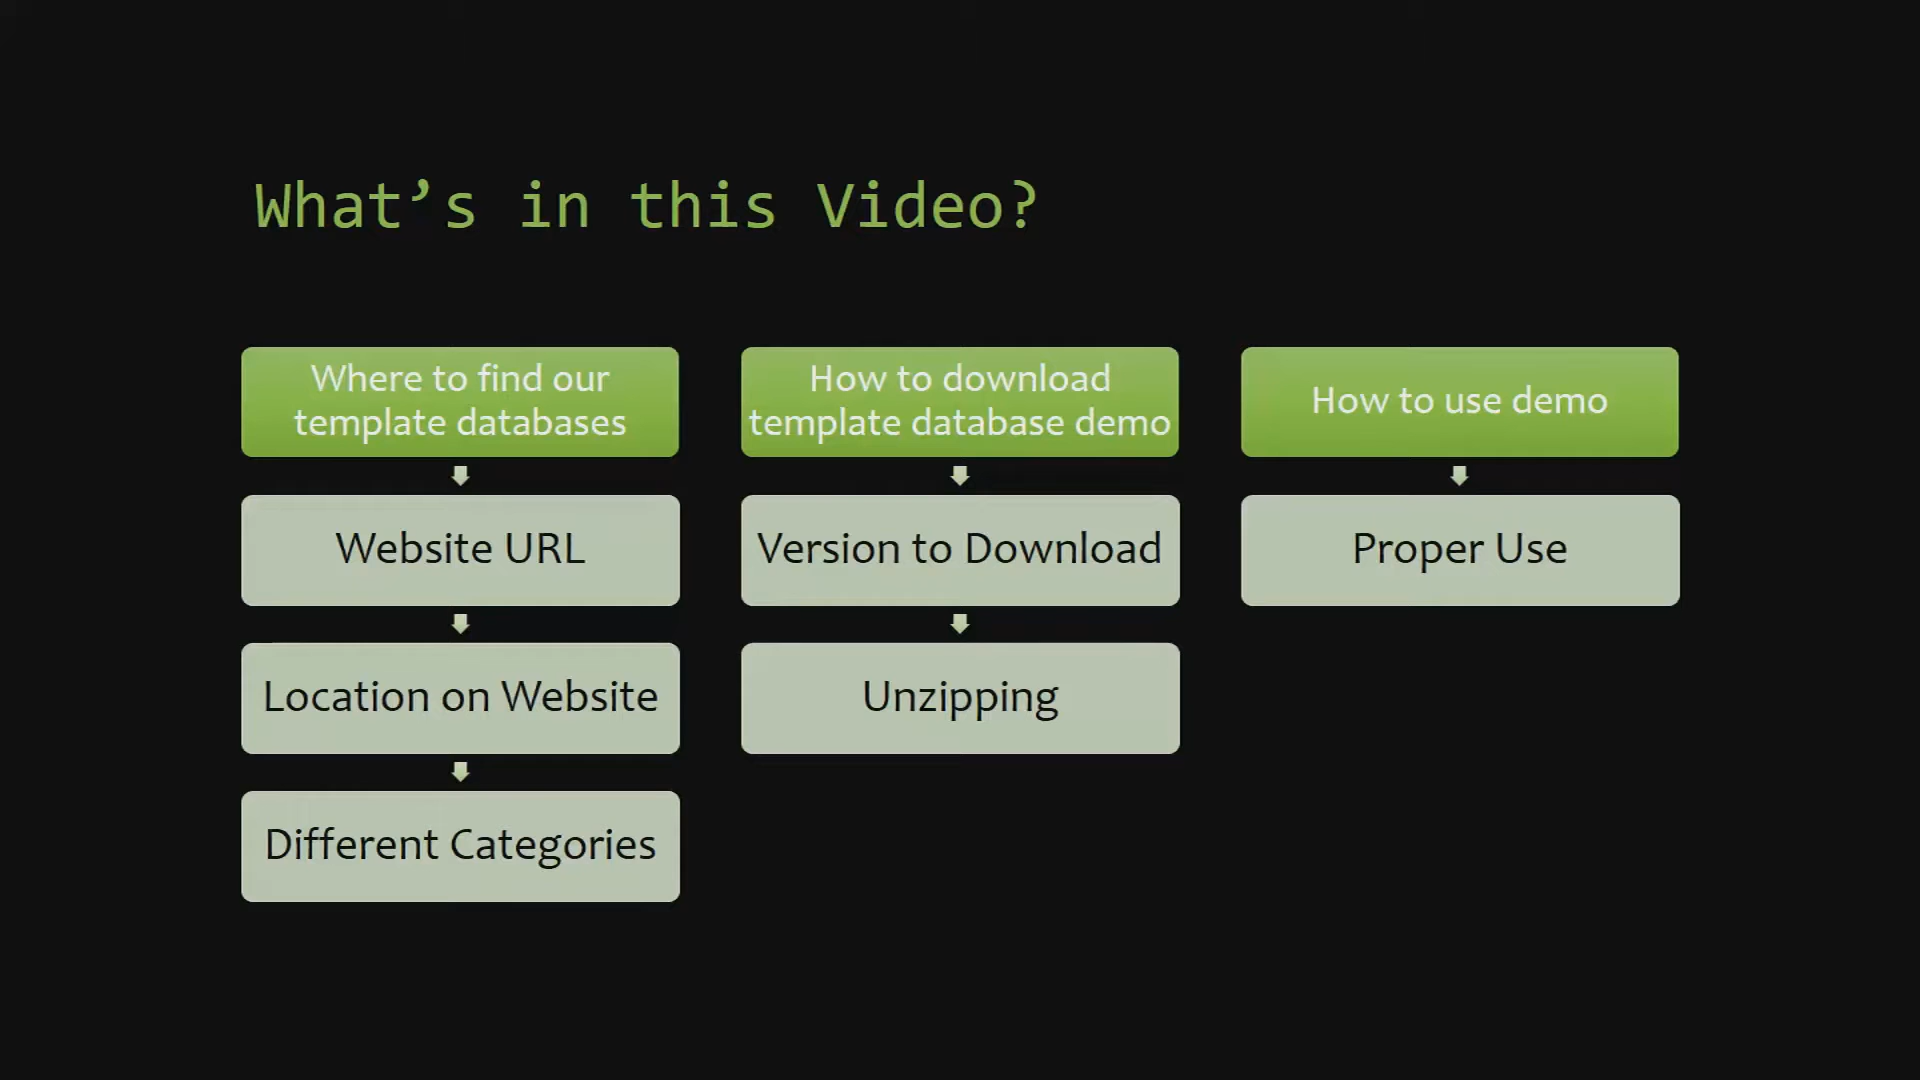 What’s in this Video?
Where to find our
template databases
Website URL
Location on Website
Different Categories
How to download
template database demo
Version to Download
Unzipping
How to use demo
Proper Use